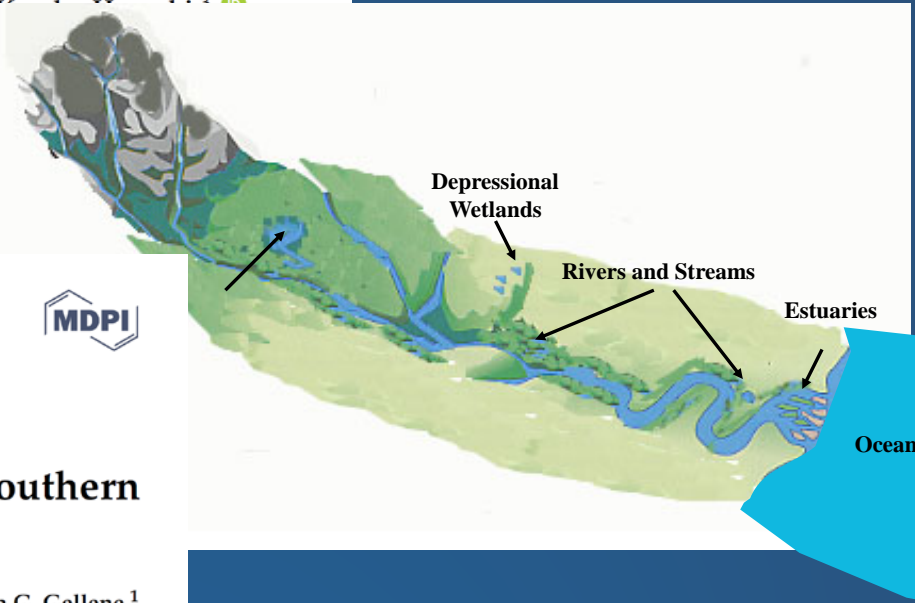 Depressional
Wetlands
Rivers and Streams
Estuaries
Ocean
MDPI
outhern